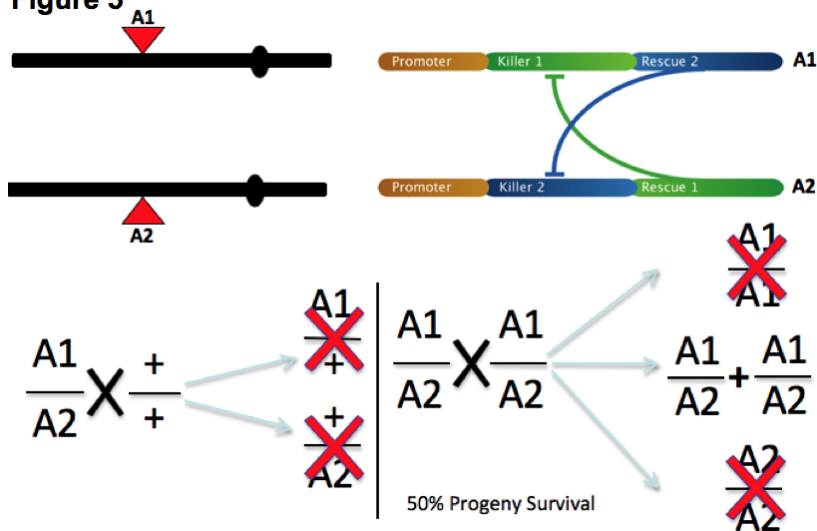 Figure 3
A1
Promoter Killer 1 Rescue 2 A1
Promoter Killer 2 Rescue 1 A2
A2
A1
A2
X
+
+
A1
+
+
A2
A1
A2
X
A1
A2
A1
A1
A1
A2
+
A1
A2
A2
A2
50% Progeny Survival